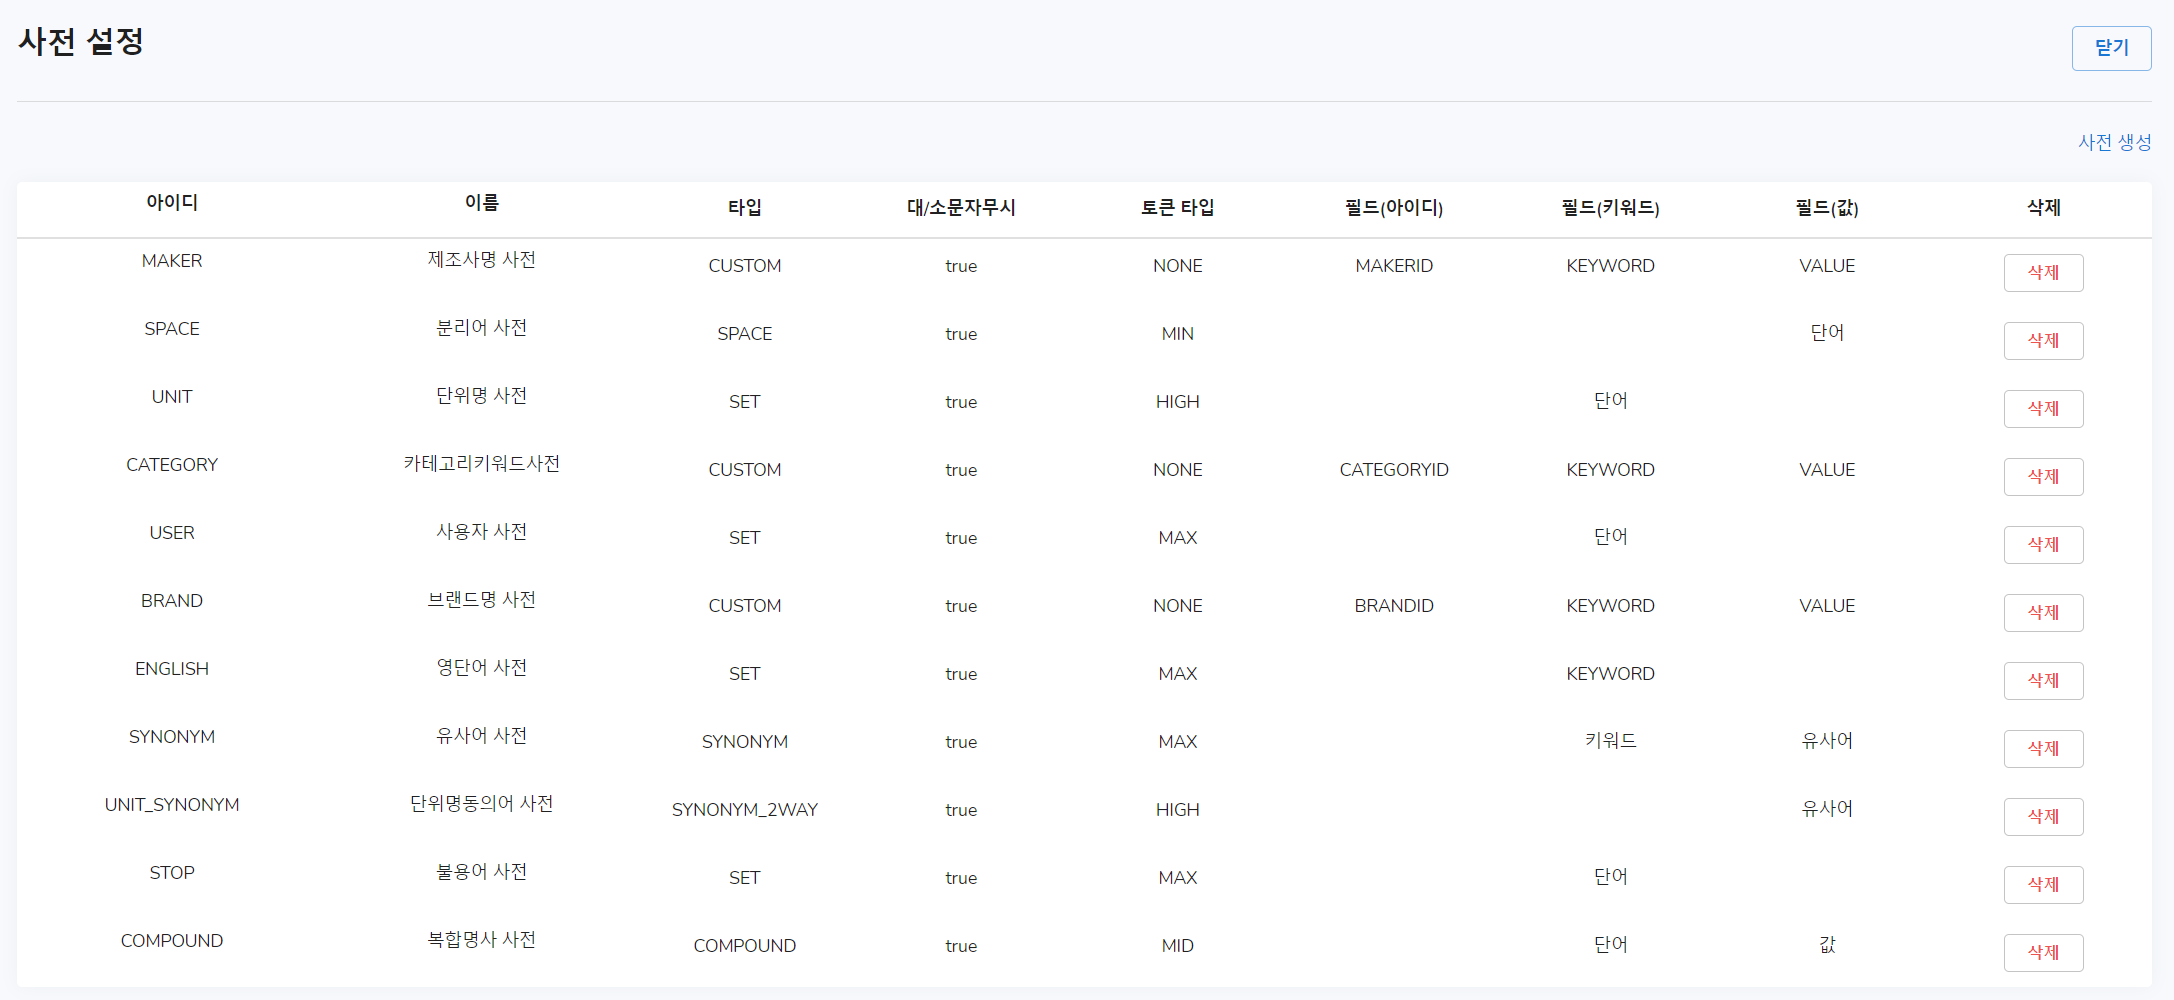 사전 설정
닫기
사전 생성
아이디 이름 타입 대/소문자무시 토큰 타입 필드(아이디) 필드(키워드) 필드(값) 삭제
MAKER 제조사명 사전 CUSTOM true NONE MAKERID KEYWORD VALUE 삭제
SPACE 분리어 사전 SPACE true MIN 단어 삭제
UNIT 단위명 사전 SET true HIGH 단어 삭제
CATEGORY 카테고리키워드사전 CUSTOM true NONE CATEGORYID KEYWORD VALUE 삭제
USER 사용자 사전 SET true MAX 단어 삭제
BRAND 브랜드명 사전 CUSTOM true NONE BRANDID KEYWORD VALUE 삭제
ENGLISH 영단어 사전 SET true MAX KEYWORD 삭제
SYNONYM 유사어 사전 SYNONYM true MAX 키워드 유사어 삭제
UNIT_SYNONYM 단위명동의어 사전 SYNONYM_2WAY true HIGH 유사어 삭제
STOP 불용어 사전 SET true MAX 단어 삭제
COMPOUND 복합명사 사전 COMPOUND true MID 단어 값 삭제